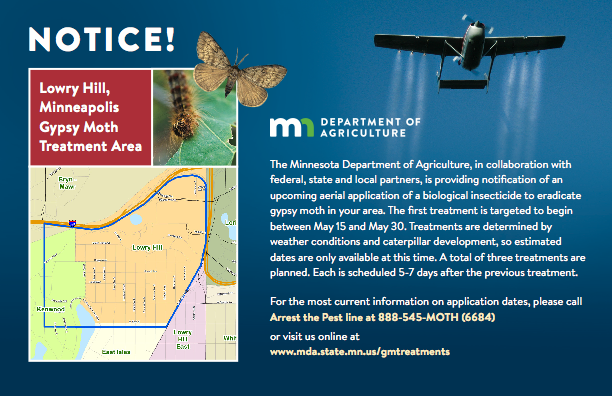 NOTICE!
Lowry Hill,
Minneapolis
Gypsy Moth
Treatment Area
Bryn
Mawr
Lowry Hill
Kenwood
Lowry
Hill
East
East Isles
mn DEPARTMENT OF
AGRICULTURE
The Minnesota Department of Agriculture, in collaboration with
federal, state and local partners, is providing notification of an
upcoming aerial application of a biological insecticide to eradicate
gypsy moth in your area. The first treatment is targeted to begin
between May 15 and May 30. Treatments are determined by
weather conditions and caterpillar development, so estimated
dates are only available at this time. A total of three treatments are
planned. Each is scheduled 5-7 days after the previous treatment.
For the most current information on application dates, please call
Arrest the Pest line at 888-545-MOTH (6684)
or visit us online at
www.mda.state.mn.us/gmtreatments